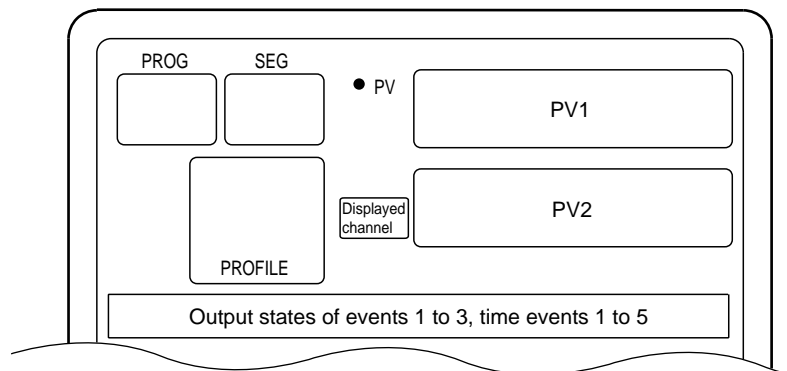 PROG
SEG
PV
PV1
Displayed
channel
PV2
PROFILE
Output states of events 1 to 3, time events 1 to 5